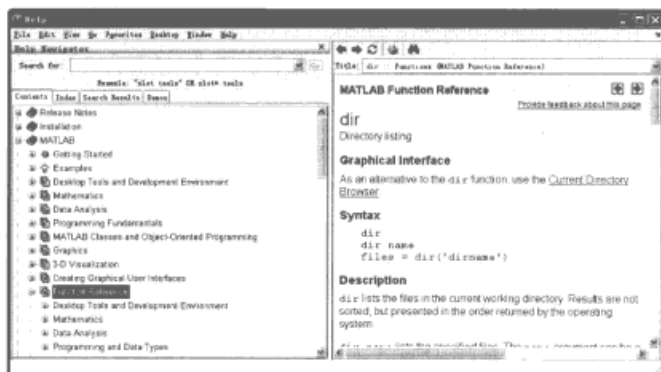 Help
File Edit View Go Favorites Desktop Window Help
Help Navigator
Search for:
Go
Example: "plot tools" OR plot* tools
Contents Index Search Results Demos
Release Notes
Installation
MATLAB
Getting Started
Examples
Desktop Tools and Development Environment
Mathematics
Data Analysis
Programming Fundamentals
MATLAB Classes and Object-Oriented Programming
Graphics
3-D Visualization
Creating Graphical User Interfaces
Function Reference
Desktop Tools and Development Environment
Mathematics
Data Analysis
Programming and Data Types
Title: dir :: Functions (MATLAB Function Reference)
MATLAB Function Reference
Provide feedback about this page
dir
Directory listing
Graphical Interface
As an alternative to the dir function, use the Current Directory
Browser
Syntax
dir
dir name
files = dir('dirname')
Description
dir lists the files in the current working directory. Results are not
sorted, but presented in the order returned by the operating
system.